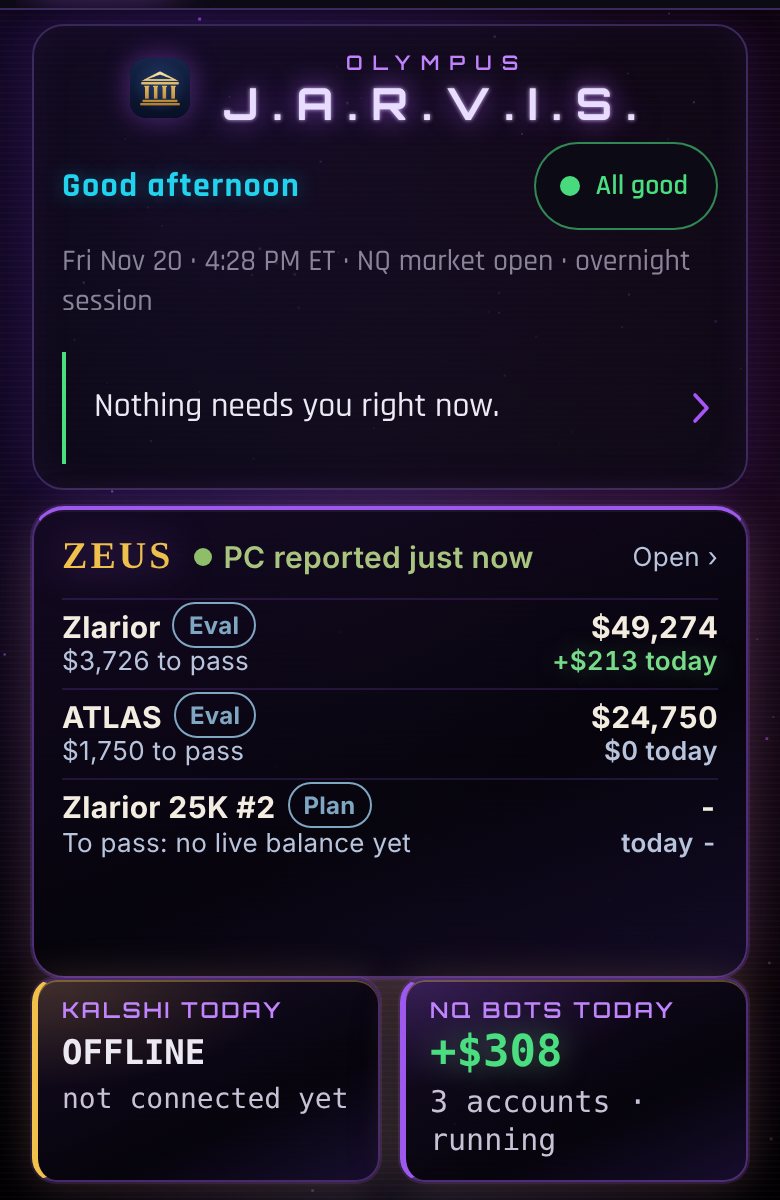 OLYMPUS
J.A.R.V.I.S.
Good afternoon
All good
Fri Nov 20 · 4:28 PM ET · NQ market open · overnight
session
Nothing needs you right now.
ZEUS
PC reported just now
Open ›
Zlarior Eval $49,274
$3,726 to pass +$213 today
ATLAS Eval $24,750
$1,750 to pass $0 today
Zlarior 25K #2 Plan -
To pass: no live balance yet today -
KALSHI TODAY
OFFLINE
not connected yet
NQ BOTS TODAY
+$308
3 accounts ·
running